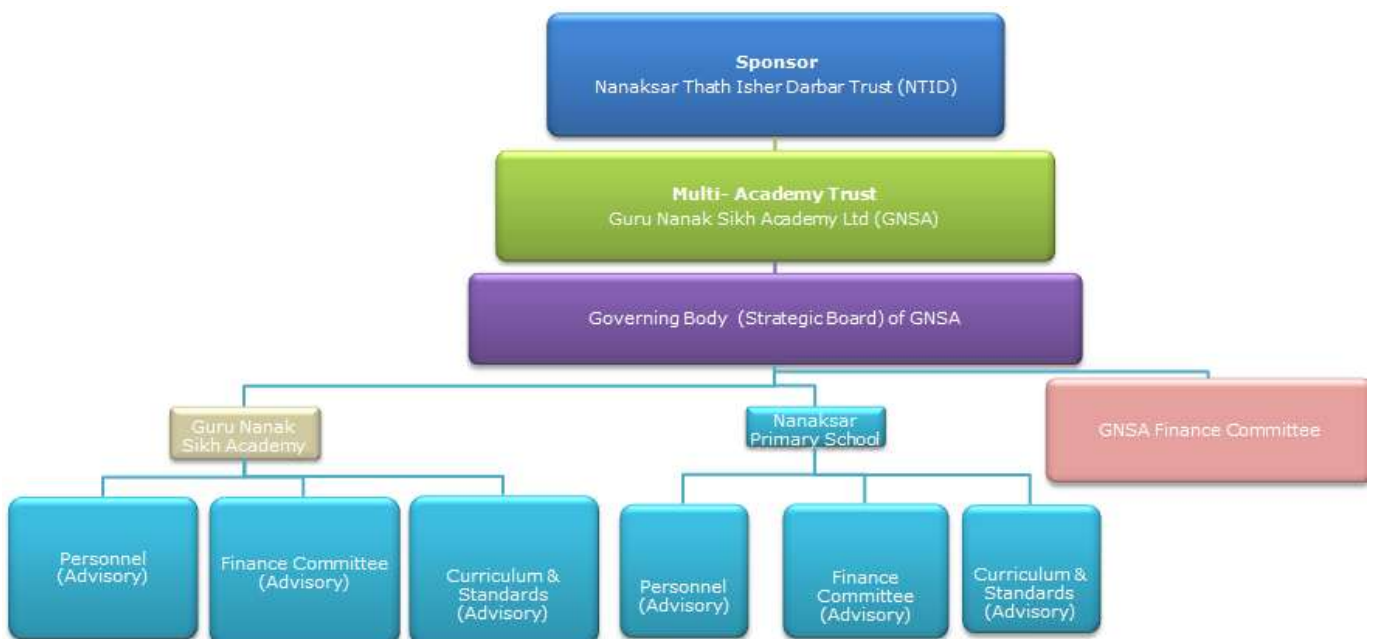 Sponsor
Nanaksar Thath Isher Darbar Trust (NTID)
Multi- Academy Trust
Guru Nanak Sikh Academy Ltd (GNSA)
Governing Body (Strategic Board) of GNSA
Guru Nanak
Sikh Academy
Nanaksar
Primary School
GNSA Finance Committee
Personnel
(Advisory)
Finance Committee
(Advisory)
Curriculum &
Standards
(Advisory)
Personnel
(Advisory)
Finance
Committee
(Advisory)
Curriculum &
Standards
(Advisory)